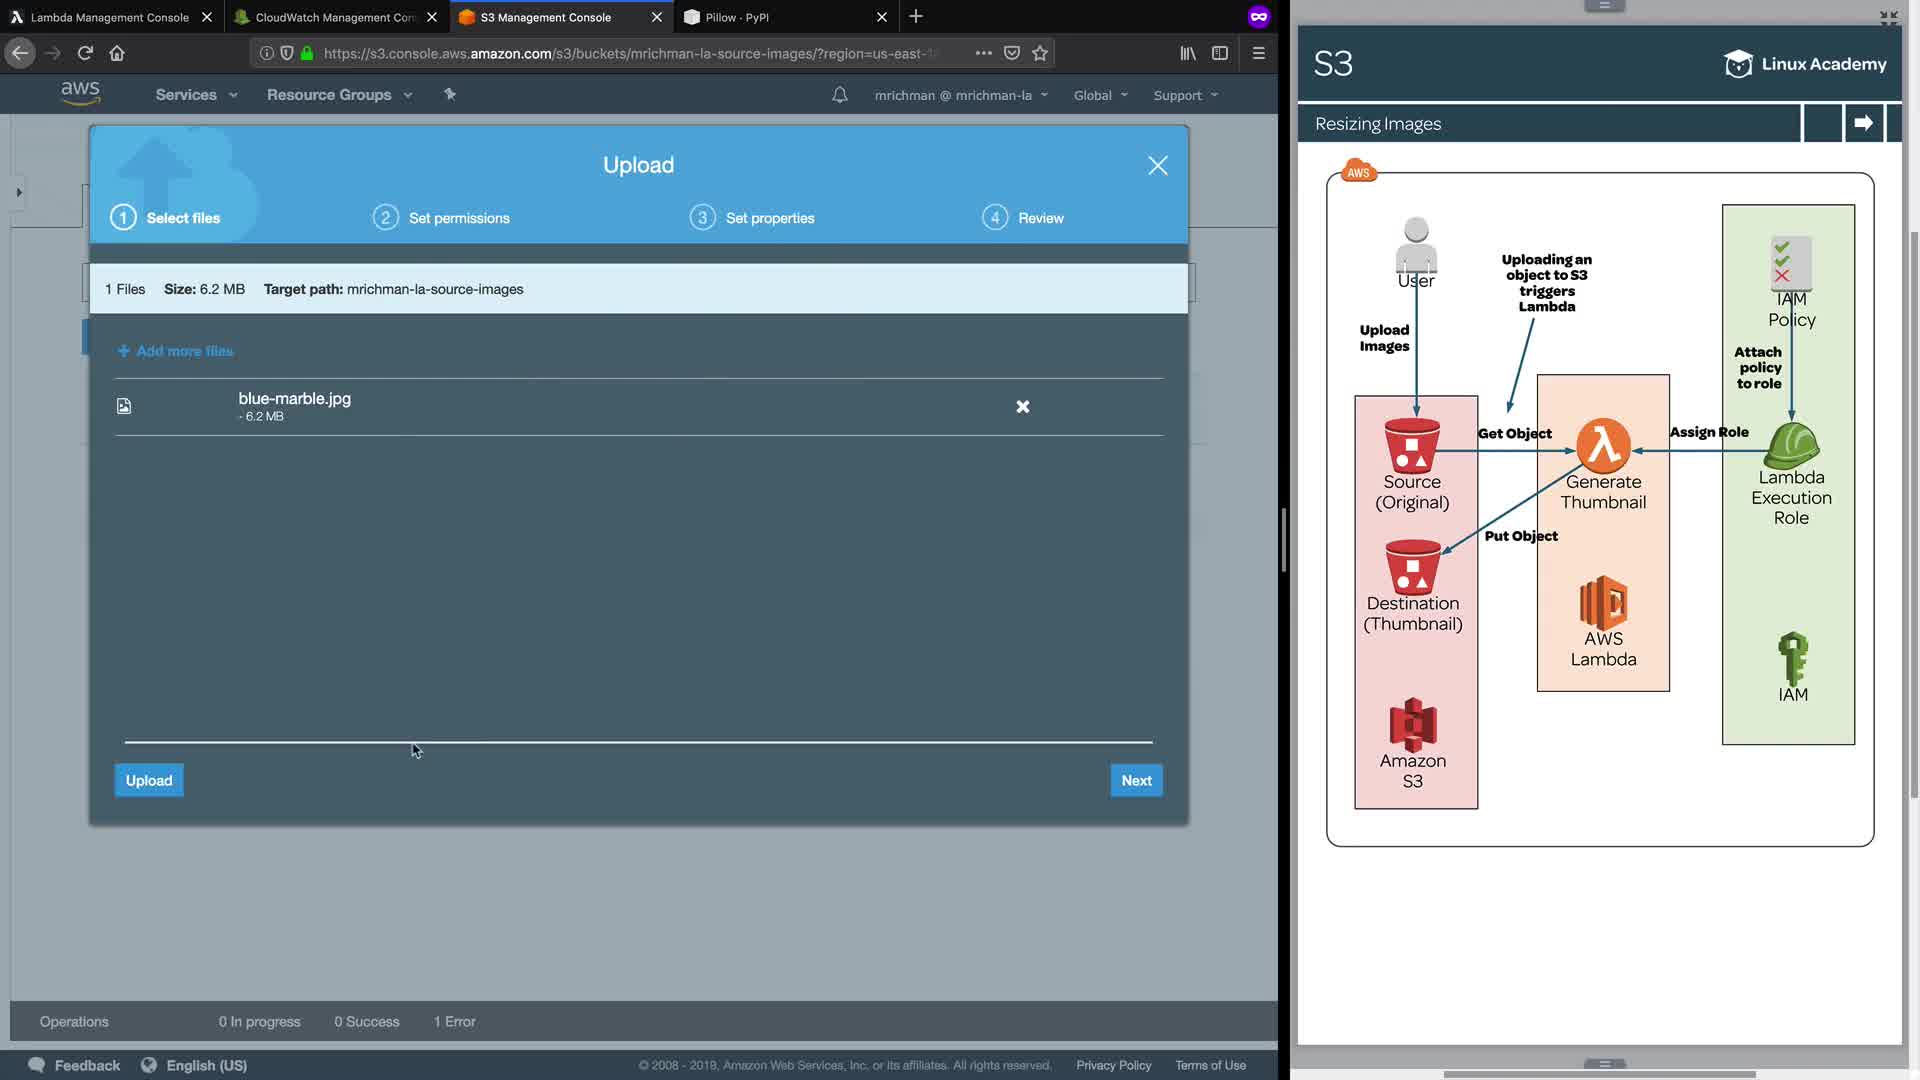 Lambda Management Console
CloudWatch Management Con
S3 Management Console
Pillow · PyPI
https://s3.console.aws.amazon.com/s3/buckets/mrichman-la-source-images/?region=us-east-1
aws
Services
Resource Groups
mrichman @ mrichman-la
Global
Support
Upload
1 Select files
2 Set permissions
3 Set properties
4 Review
1 Files Size: 6.2 MB Target path: mrichman-la-source-images
+ Add more files
blue-marble.jpg
- 6.2 MB
Upload
Next
Operations
0 In progress
0 Success
1 Error
Feedback
English (US)
© 2008 - 2019, Amazon Web Services, Inc. or its affiliates. All rights reserved.
Privacy Policy
Terms of Use
S3
Linux Academy
Resizing Images
AWS
User
Uploading an
object to S3
triggers
Lambda
IAM
Policy
Upload
Images
Attach
policy
to role
Get Object
Assign Role
Source
(Original)
Generate
Thumbnail
Lambda
Execution
Role
Put Object
Destination
(Thumbnail)
AWS
Lambda
IAM
Amazon
S3